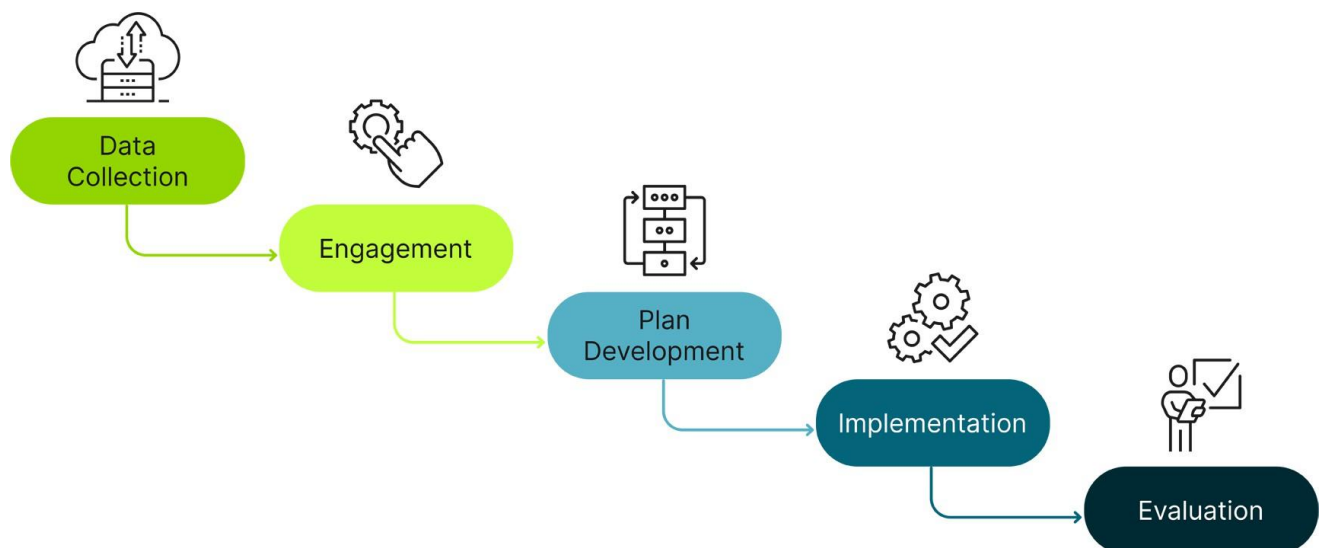 Data
Collection
Engagement
Plan
Development
Implementation
Evaluation